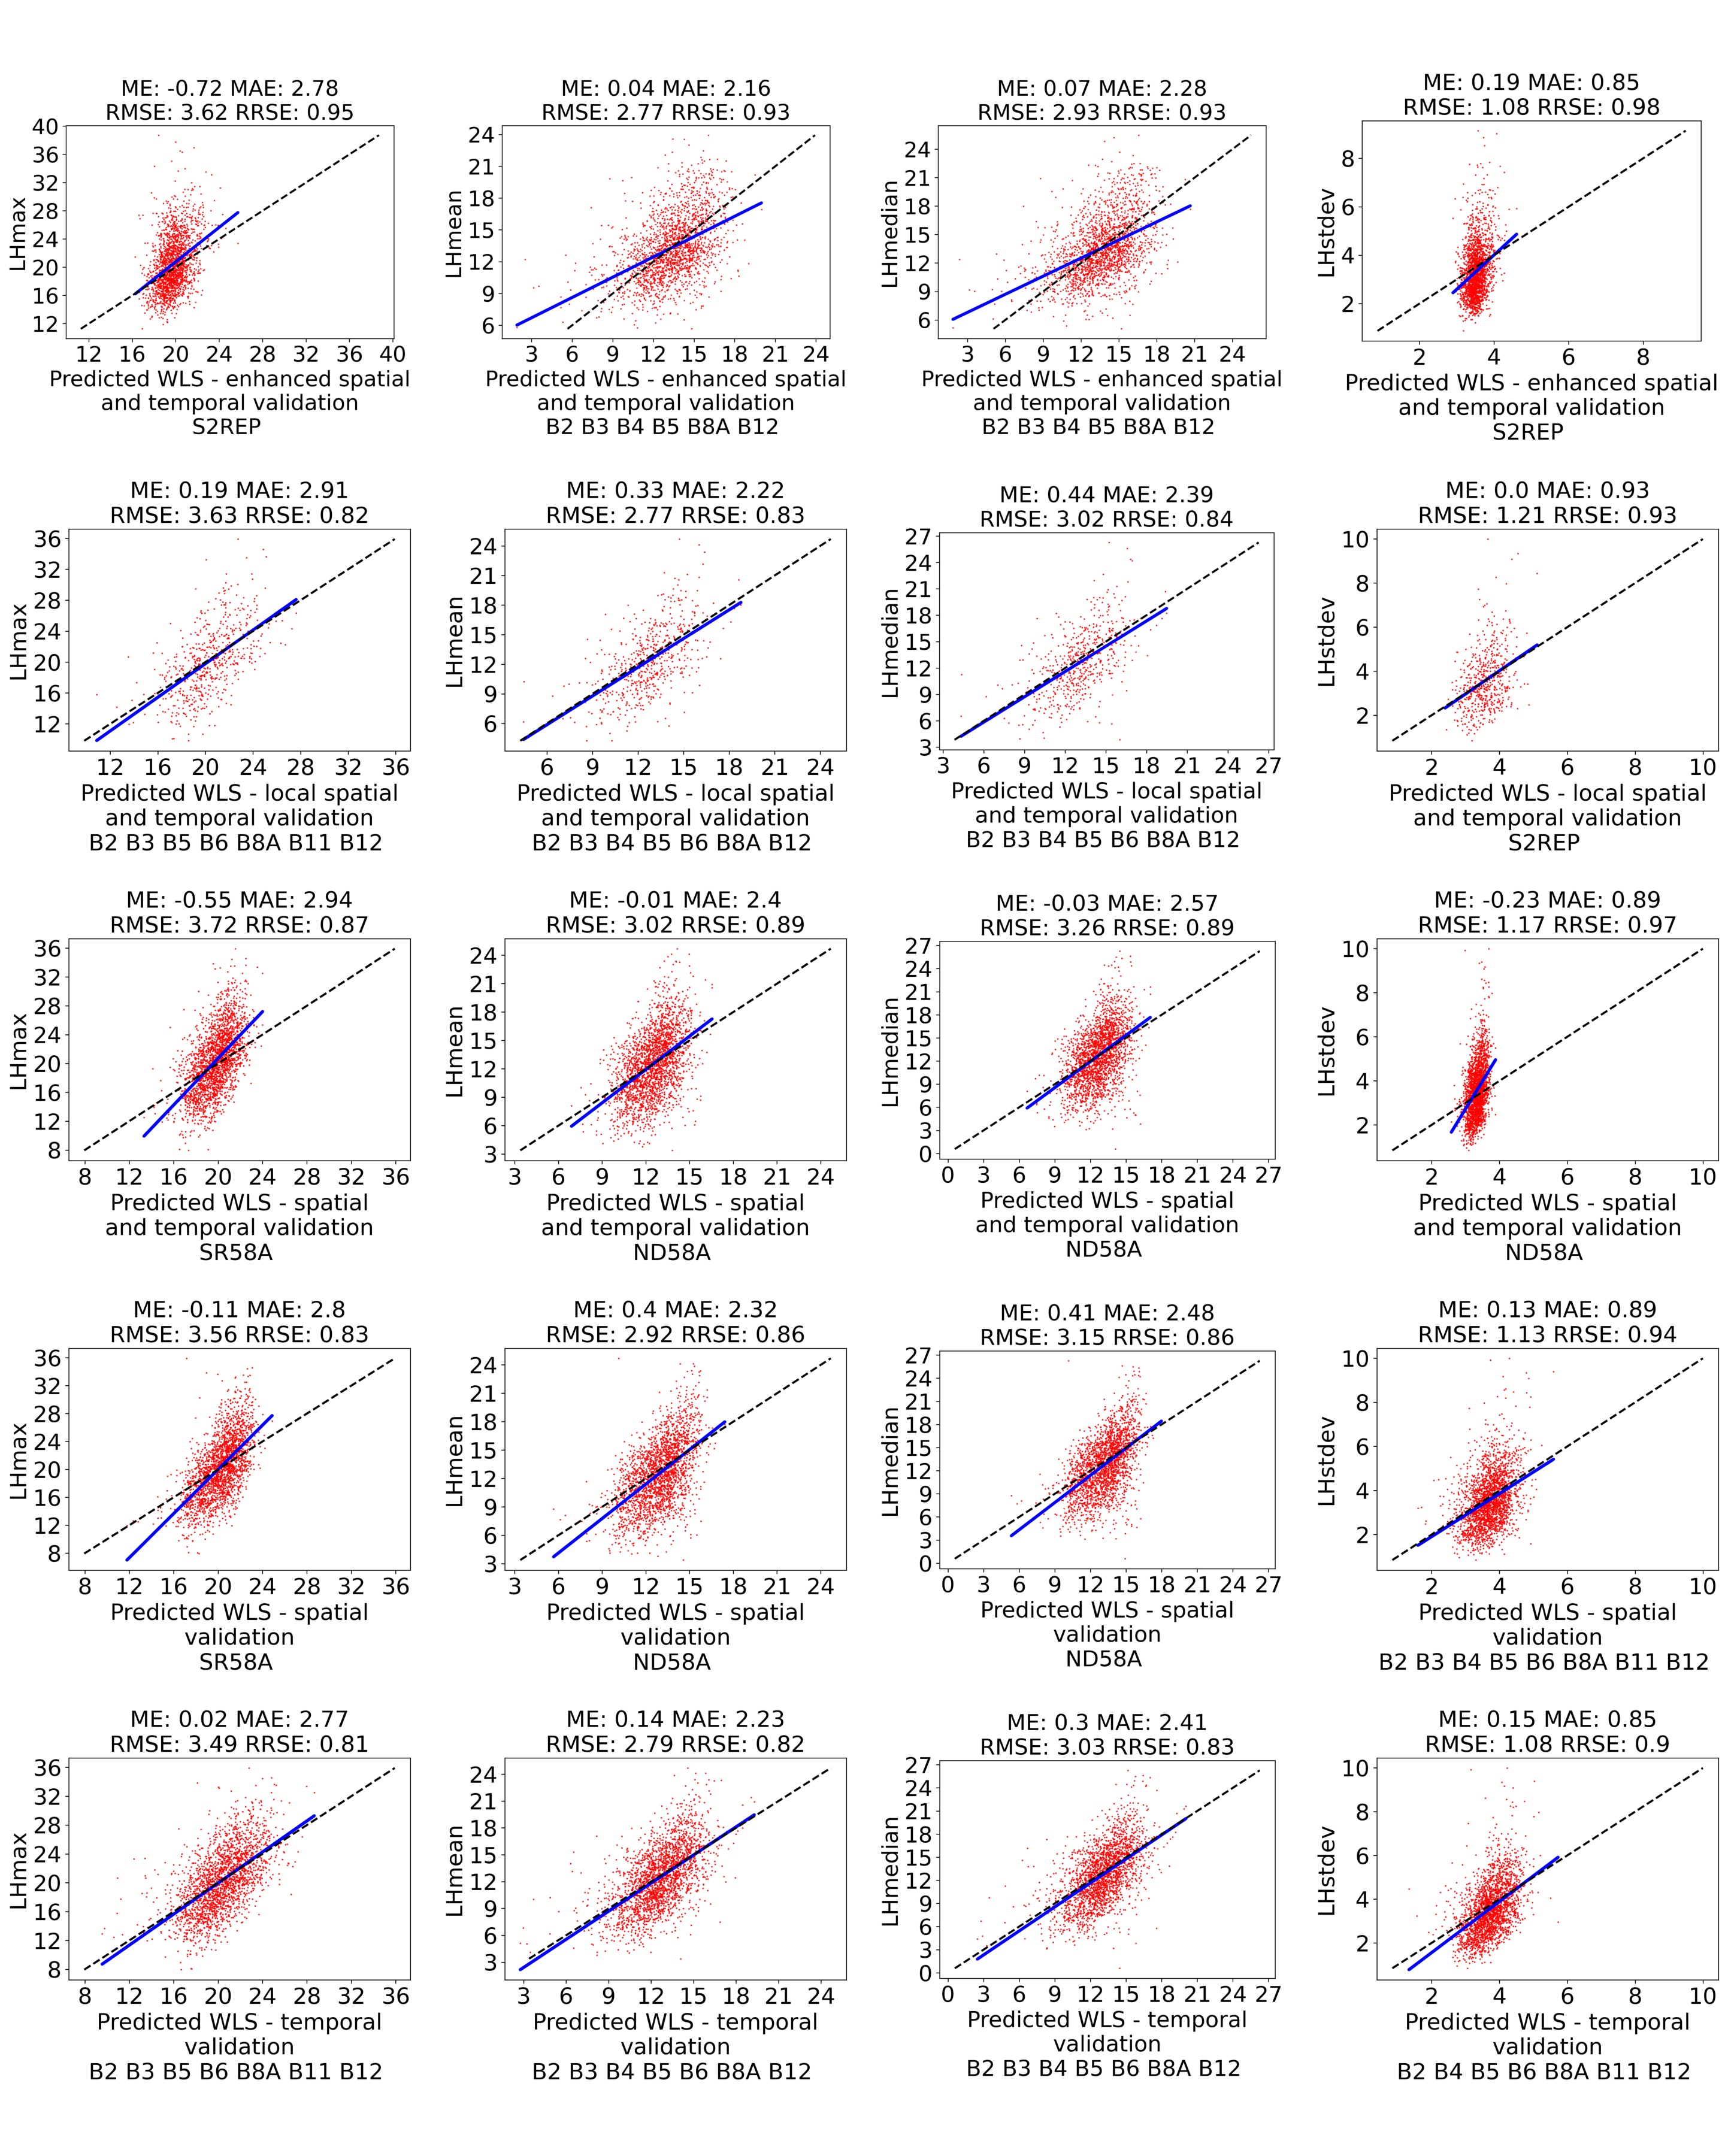 ME: -0.72 MAE: 2.78
RMSE: 3.62 RRSE: 0.95
LHmax
40
36
32
28
24
20
16
12
12 16 20 24 28 32 36 40
Predicted WLS - enhanced spatial
and temporal validation
S2REP
ME: 0.04 MAE: 2.16
RMSE: 2.77 RRSE: 0.93
LHmean
24
21
18
15
12
9
6
3 6 9 12 15 18 21 24
Predicted WLS - enhanced spatial
and temporal validation
B2 B3 B4 B5 B8A B12
ME: 0.07 MAE: 2.28
RMSE: 2.93 RRSE: 0.93
LHmedian
24
21
18
15
12
9
6
3 6 9 12 15 18 21 24
Predicted WLS - enhanced spatial
and temporal validation
B2 B3 B4 B5 B8A B12
ME: 0.19 MAE: 0.85
RMSE: 1.08 RRSE: 0.98
LHstdev
8
6
4
2
2 4 6 8
Predicted WLS - enhanced spatial
and temporal validation
S2REP
ME: 0.19 MAE: 2.91
RMSE: 3.63 RRSE: 0.82
LHmax
36
32
28
24
20
16
12
12 16 20 24 28 32 36
Predicted WLS - local spatial
and temporal validation
B2 B3 B5 B6 B8A B11 B12
ME: 0.33 MAE: 2.22
RMSE: 2.77 RRSE: 0.83
LHmean
24
21
18
15
12
9
6
6 9 12 15 18 21 24
Predicted WLS - local spatial
and temporal validation
B2 B3 B4 B5 B6 B8A B12
ME: 0.44 MAE: 2.39
RMSE: 3.02 RRSE: 0.84
LHmedian
27
24
21
18
15
12
9
6
3
3 6 9 12 15 18 21 24 27
Predicted WLS - local spatial
and temporal validation
B2 B3 B4 B5 B6 B8A B12
ME: 0.0 MAE: 0.93
RMSE: 1.21 RRSE: 0.93
LHstdev
10
8
6
4
2
2 4 6 8 10
Predicted WLS - local spatial
and temporal validation
S2REP
ME: -0.55 MAE: 2.94
RMSE: 3.72 RRSE: 0.87
LHmax
36
32
28
24
20
16
12
8
8 12 16 20 24 28 32 36
Predicted WLS - spatial
and temporal validation
SR58A
ME: -0.01 MAE: 2.4
RMSE: 3.02 RRSE: 0.89
LHmean
24
21
18
15
12
9
6
3
3 6 9 12 15 18 21 24
Predicted WLS - spatial
and temporal validation
ND58A
ME: -0.03 MAE: 2.57
RMSE: 3.26 RRSE: 0.89
LHmedian
27
24
21
18
15
12
9
6
3
0
0 3 6 9 12 15 18 21 24 27
Predicted WLS - spatial
and temporal validation
ND58A
ME: -0.23 MAE: 0.89
RMSE: 1.17 RRSE: 0.97
LHstdev
10
8
6
4
2
2 4 6 8 10
Predicted WLS - spatial
and temporal validation
ND58A
ME: -0.11 MAE: 2.8
RMSE: 3.56 RRSE: 0.83
LHmax
36
32
28
24
20
16
12
8
8 12 16 20 24 28 32 36
Predicted WLS - spatial
validation
SR58A
ME: 0.4 MAE: 2.32
RMSE: 2.92 RRSE: 0.86
LHmean
24
21
18
15
12
9
6
3
3 6 9 12 15 18 21 24
Predicted WLS - spatial
validation
ND58A
ME: 0.41 MAE: 2.48
RMSE: 3.15 RRSE: 0.86
LHmedian
27
24
21
18
15
12
9
6
3
0
0 3 6 9 12 15 18 21 24 27
Predicted WLS - spatial
validation
ND58A
ME: 0.13 MAE: 0.89
RMSE: 1.13 RRSE: 0.94
LHstdev
10
8
6
4
2
2 4 6 8 10
Predicted WLS - spatial
validation
B2 B3 B4 B5 B6 B8A B11 B12
ME: 0.02 MAE: 2.77
RMSE: 3.49 RRSE: 0.81
LHmax
36
32
28
24
20
16
12
8
8 12 16 20 24 28 32 36
Predicted WLS - temporal
validation
B2 B3 B5 B6 B8A B11 B12
ME: 0.14 MAE: 2.23
RMSE: 2.79 RRSE: 0.82
LHmean
24
21
18
15
12
9
6
3
3 6 9 12 15 18 21 24
Predicted WLS - temporal
validation
B2 B3 B4 B5 B6 B8A B12
ME: 0.3 MAE: 2.41
RMSE: 3.03 RRSE: 0.83
LHmedian
27
24
21
18
15
12
9
6
3
0
0 3 6 9 12 15 18 21 24 27
Predicted WLS - temporal
validation
B2 B3 B4 B5 B6 B8A B12
ME: 0.15 MAE: 0.85
RMSE: 1.08 RRSE: 0.9
LHstdev
10
8
6
4
2
2 4 6 8 10
Predicted WLS - temporal
validation
B2 B4 B5 B6 B8A B11 B12